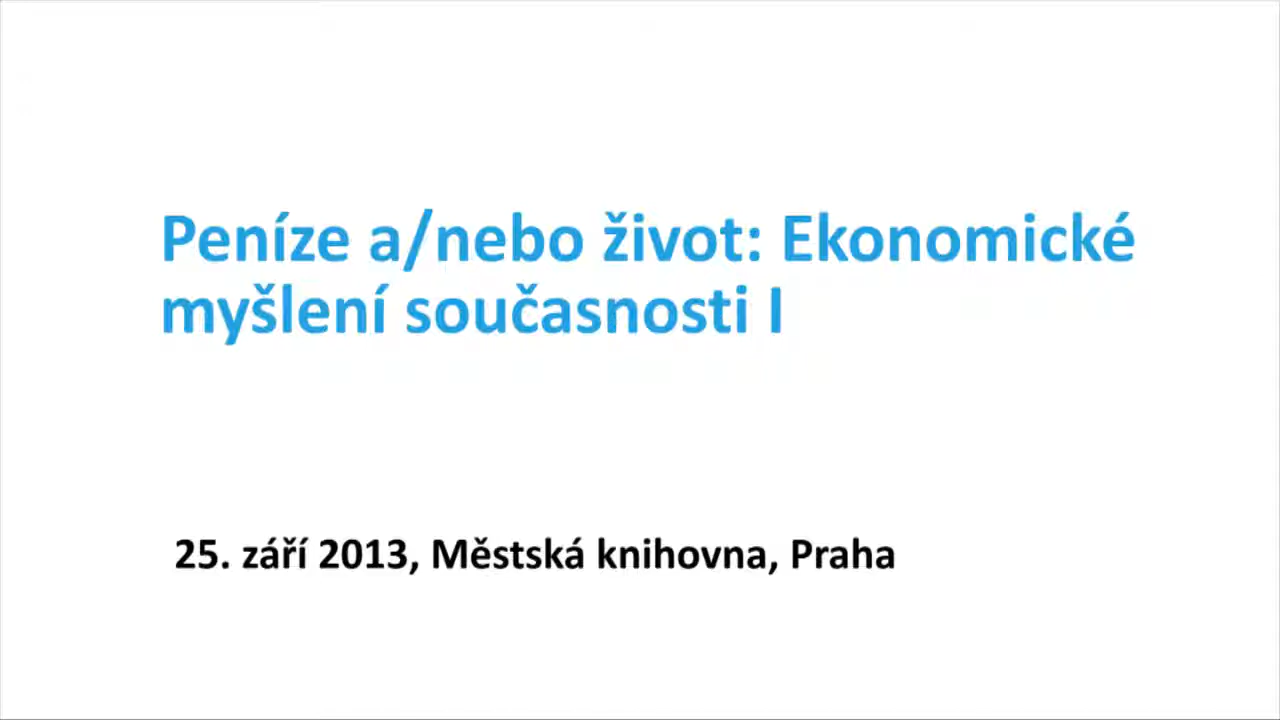 Peníze a/nebo život: Ekonomické
myšlení současnosti I
25. září 2013, Městská knihovna, Praha